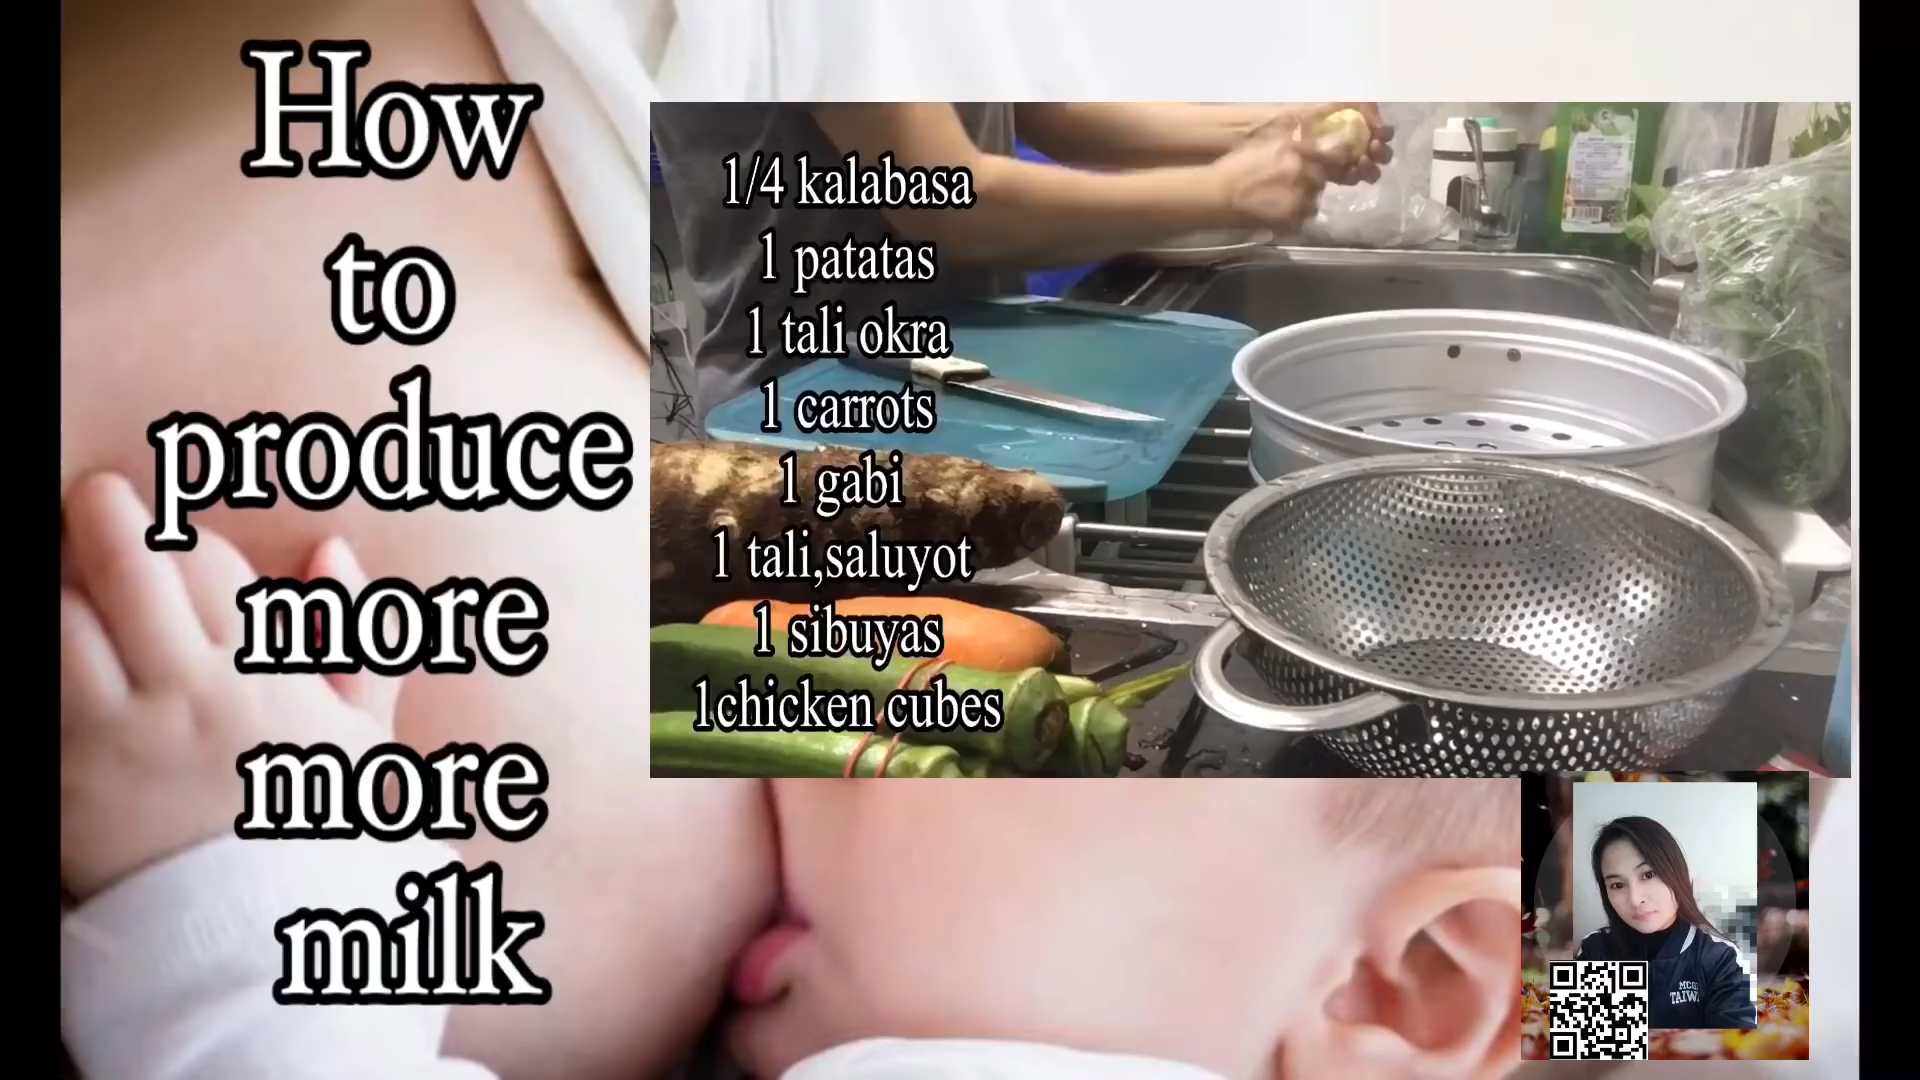 How
to
produce
more
more
milk
1/4 kalabasa
1 patatas
1 tali okra
1 carrots
1 gabi
1 tali,saluyot
1 sibuyas
1chicken cubes